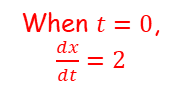 When t = 0,
dx/dt = 2